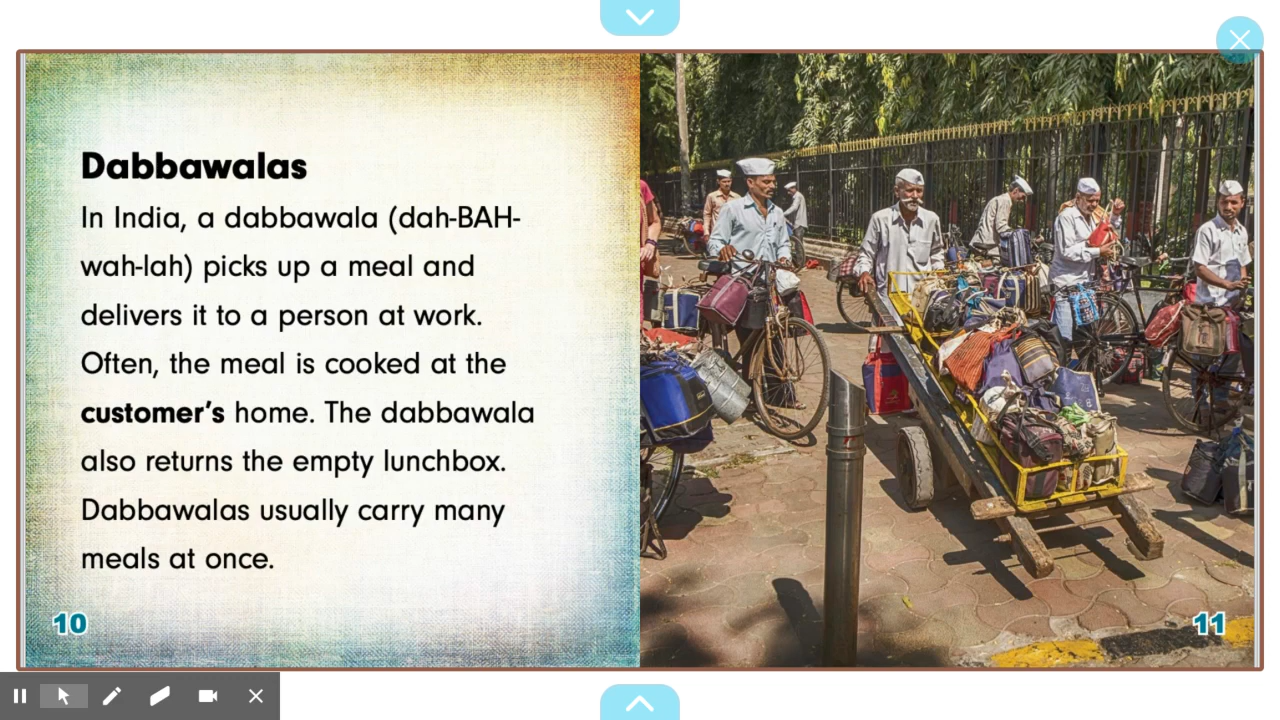 Dabbawalas
In India, a dabbawala (dah-BAH-
wah-lah) picks up a meal and
delivers it to a person at work.
Often, the meal is cooked at the
customer's home. The dabbawala
also returns the empty lunchbox.
Dabbawalas usually carry many
meals at once.
10
11